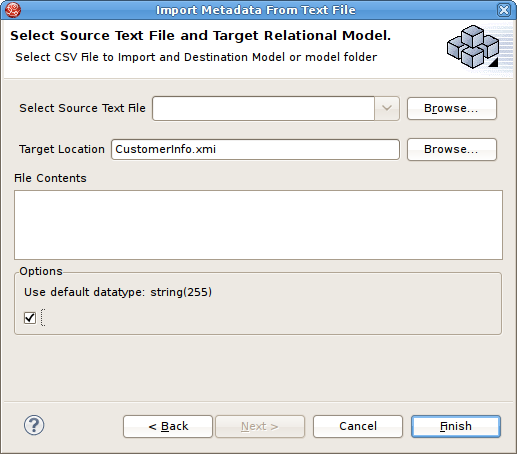 Import Metadata From Text File
Select Source Text File and Target Relational Model.
Select CSV File to Import and Destination Model or model folder
Select Source Text File
Browse...
Target Location
CustomerInfo.xmi
Browse...
File Contents
Options
Use default datatype: string(255)
?
< Back
Next >
Cancel
Finish